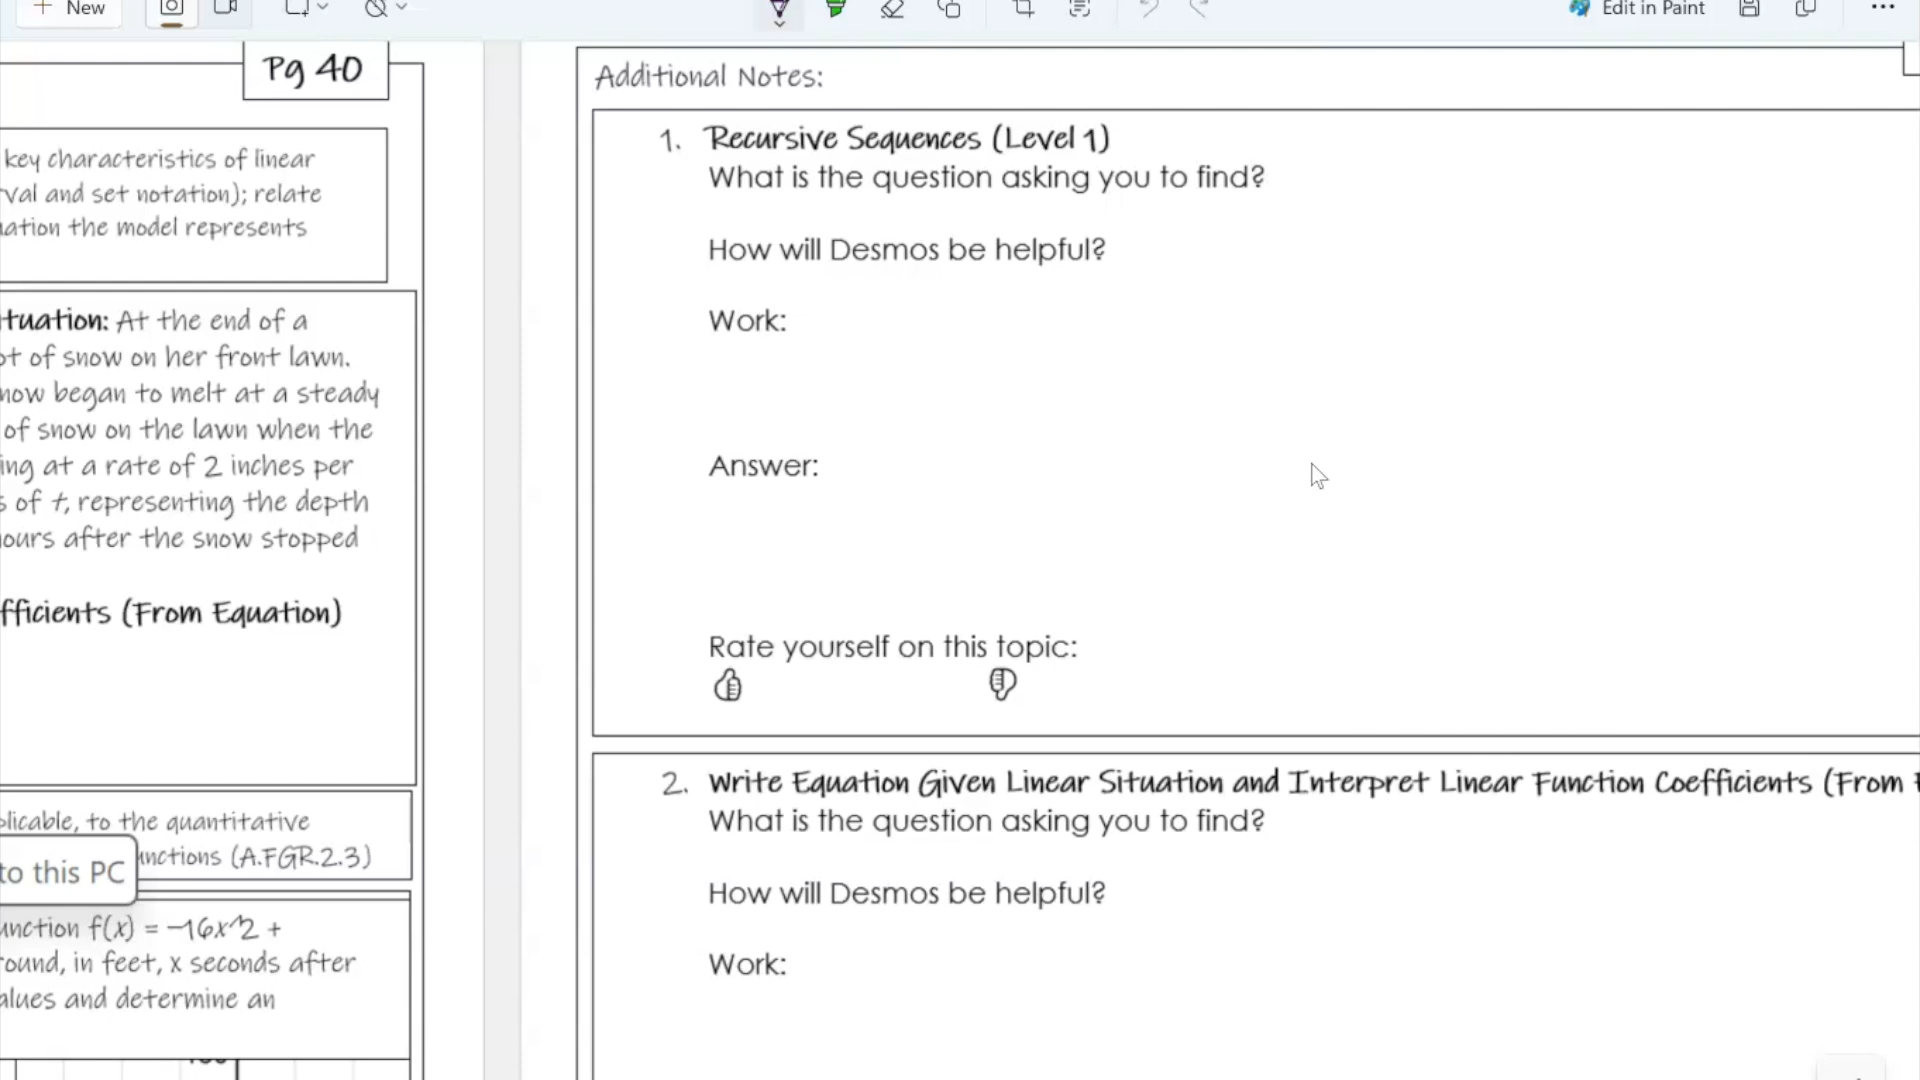 New
Edit in Paint
Pg 40
key characteristics of linear
val and set notation); relate
ation the model represents
tuation: At the end of a
ot of snow on her front lawn.
now began to melt at a steady
of snow on the lawn when the
ing at a rate of 2 inches per
s of t, representing the depth
ours after the snow stopped
fficients (From Equation)
plicable, to the quantitative
unctions (A.FGR.2.3)
to this PC
unction f(x) = -16x^2 +
round, in feet, x seconds after
alues and determine an
Additional Notes:
1. Recursive Sequences (Level 1)
What is the question asking you to find?
How will Desmos be helpful?
Work:
Answer:
Rate yourself on this topic:
2. Write Equation Given Linear Situation and Interpret Linear Function Coefficients (From
What is the question asking you to find?
How will Desmos be helpful?
Work: